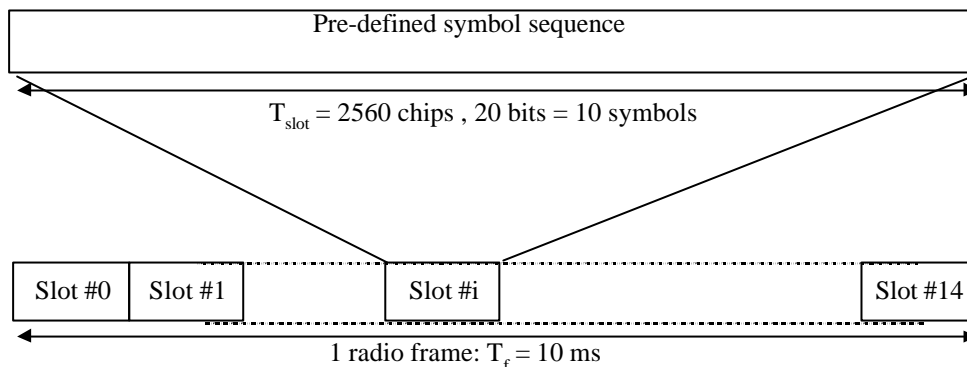 Pre-defined symbol sequence
T_slot = 2560 chips , 20 bits = 10 symbols
Slot #0 Slot #1 Slot #i Slot #14
1 radio frame: T_f = 10 ms